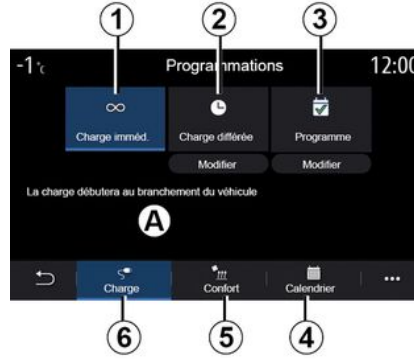 1 2 3
-1°c Programmations 12:00
Charge imméd. Charge différée Programme
Modifier Modifier
La charge débutera au branchement du véhicule
A
Charge Confort Calendrier
6 5 4